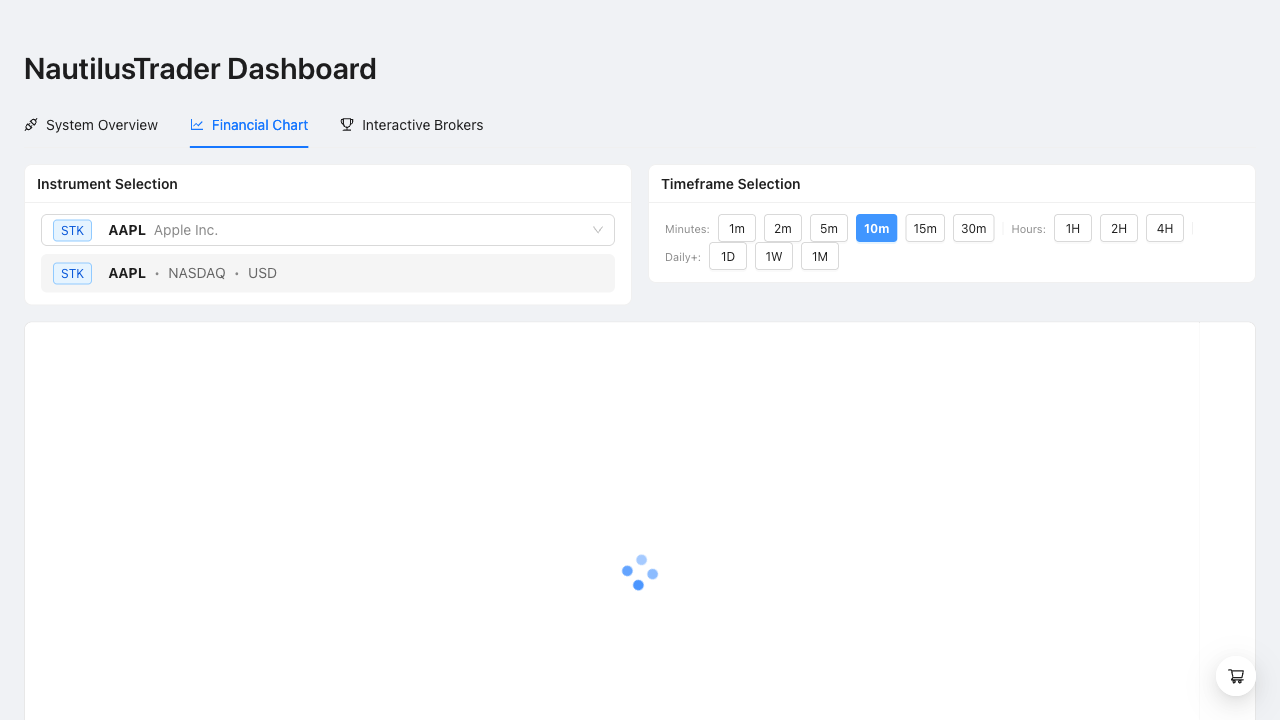 NautilusTrader Dashboard
System Overview
Financial Chart
Interactive Brokers
Instrument Selection
STK AAPL Apple Inc.
STK AAPL • NASDAQ • USD
Timeframe Selection
Minutes: 1m 2m 5m 10m 15m 30m Hours: 1H 2H 4H
Daily+: 1D 1W 1M